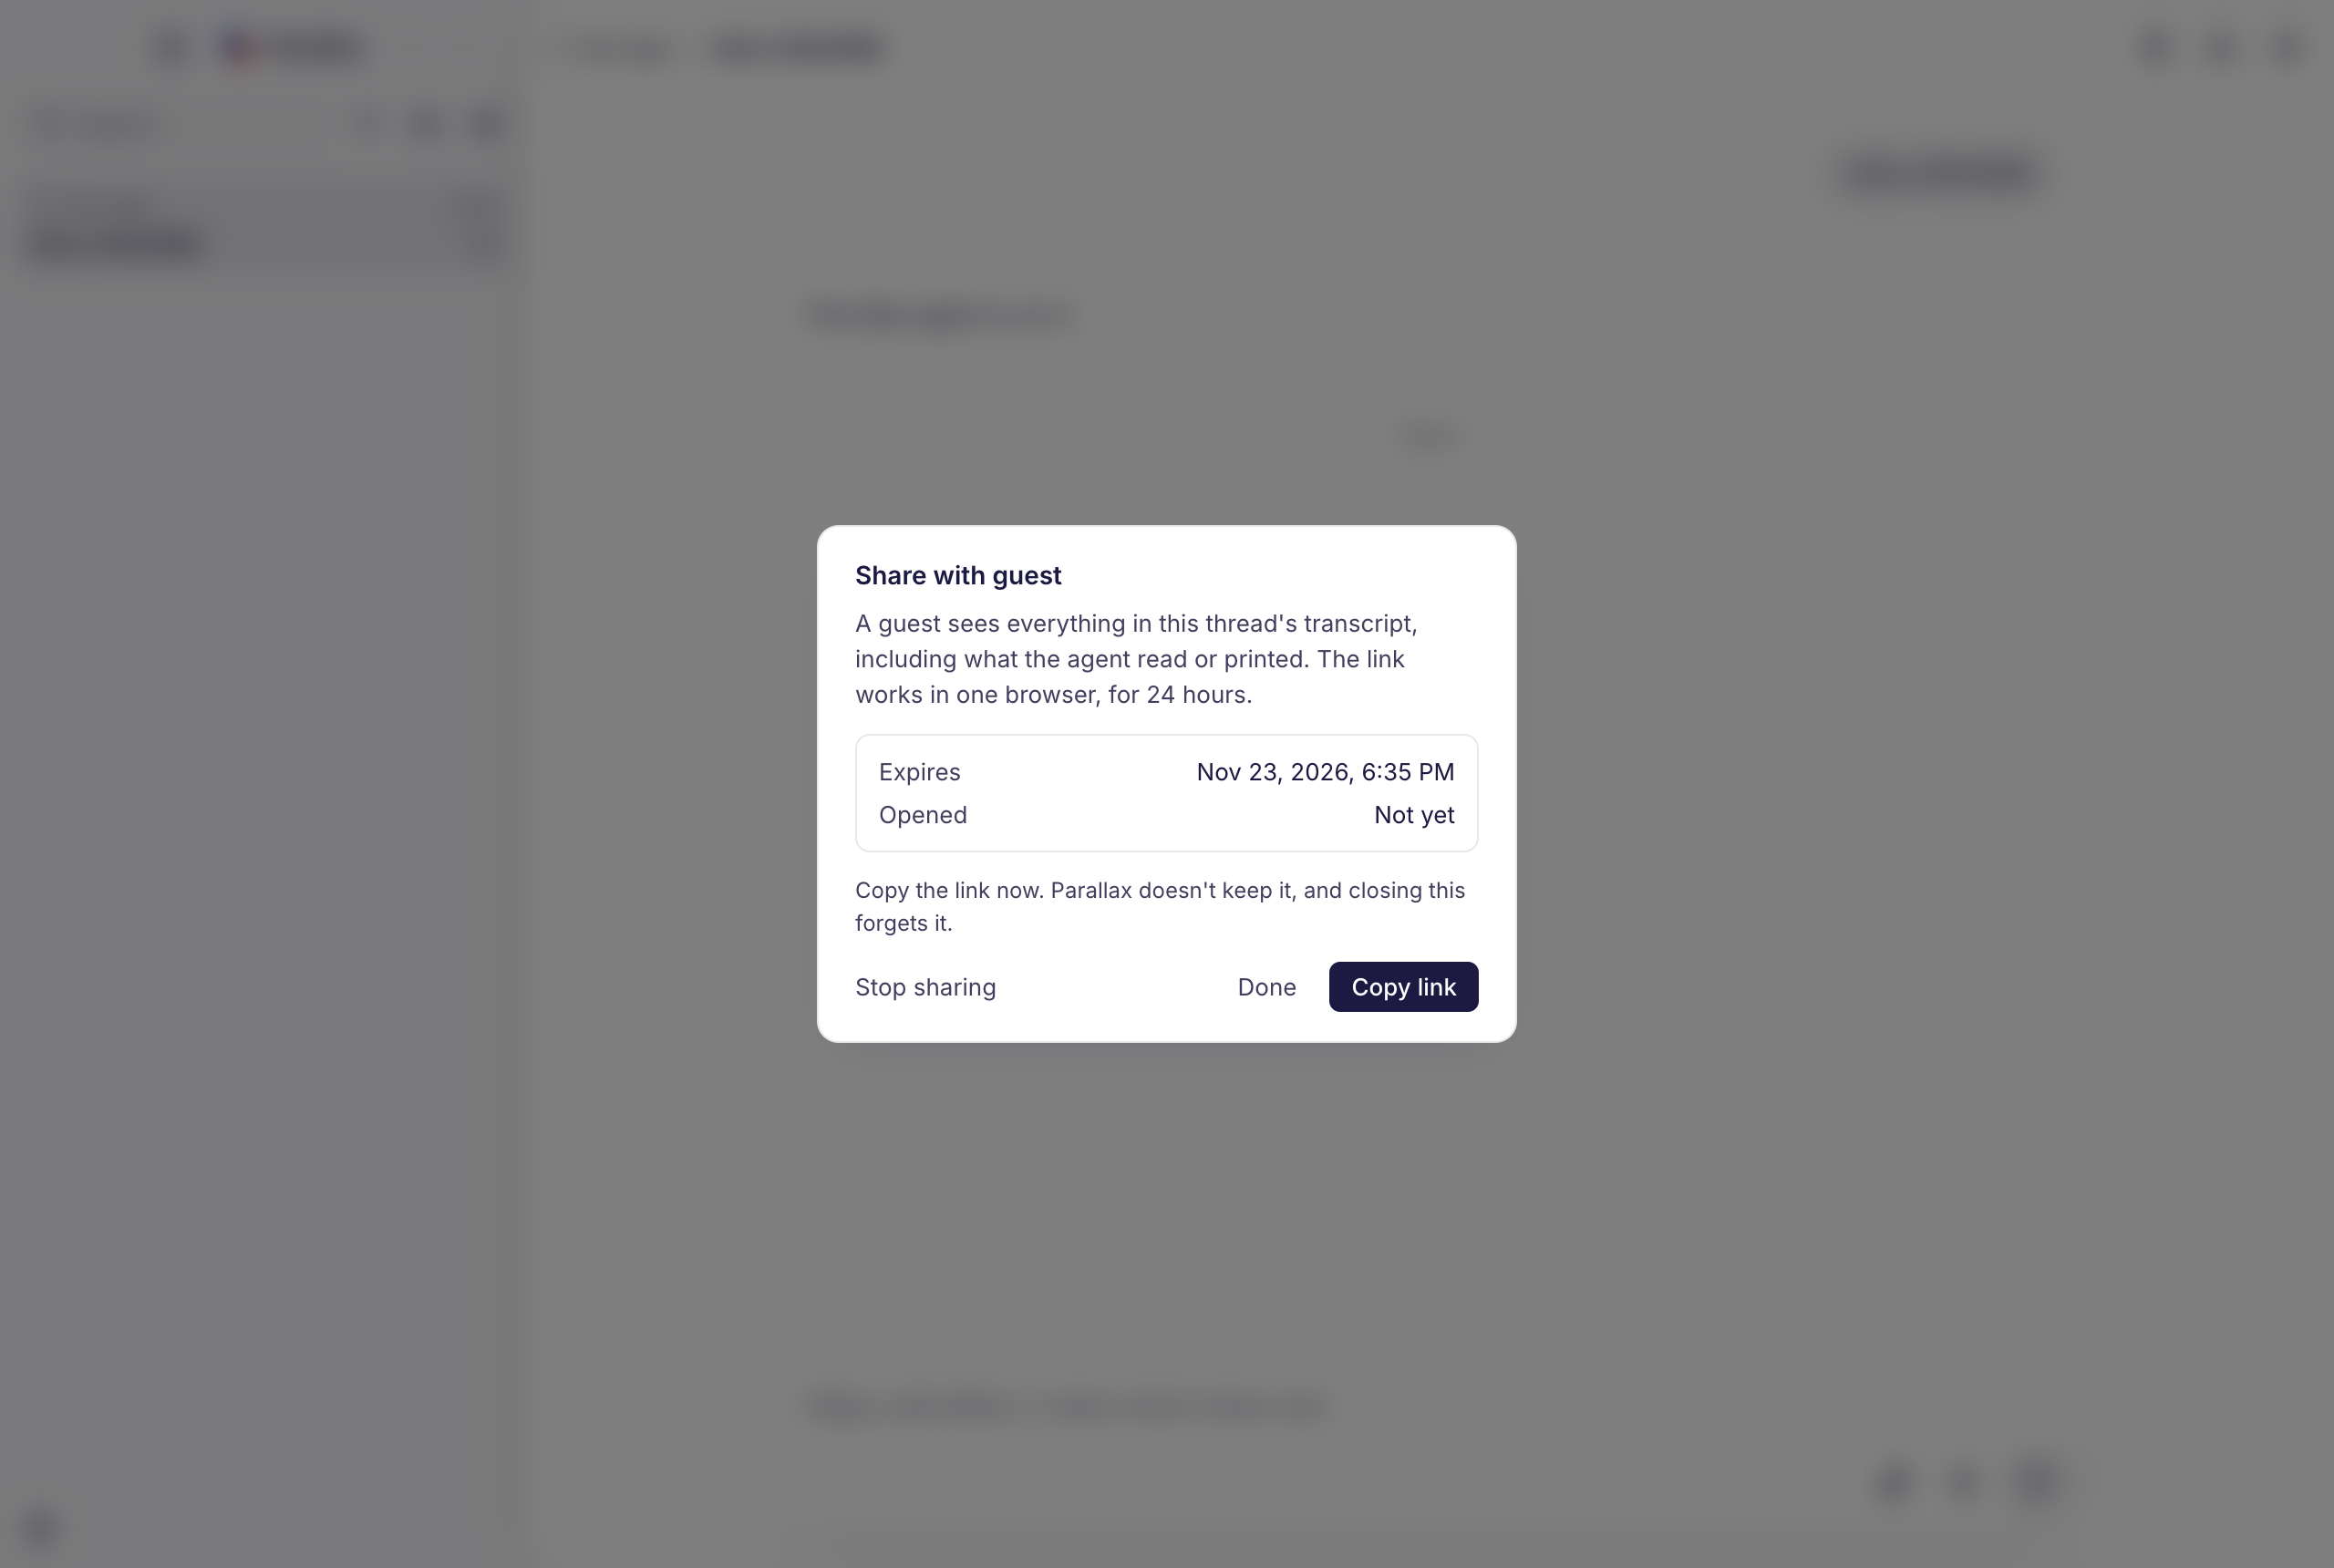 Share with guest
A guest sees everything in this thread's transcript,
including what the agent read or printed. The link
works in one browser, for 24 hours.
Expires Nov 23, 2026, 6:35 PM
Opened Not yet
Copy the link now. Parallax doesn't keep it, and closing this
forgets it.
Stop sharing Done Copy link